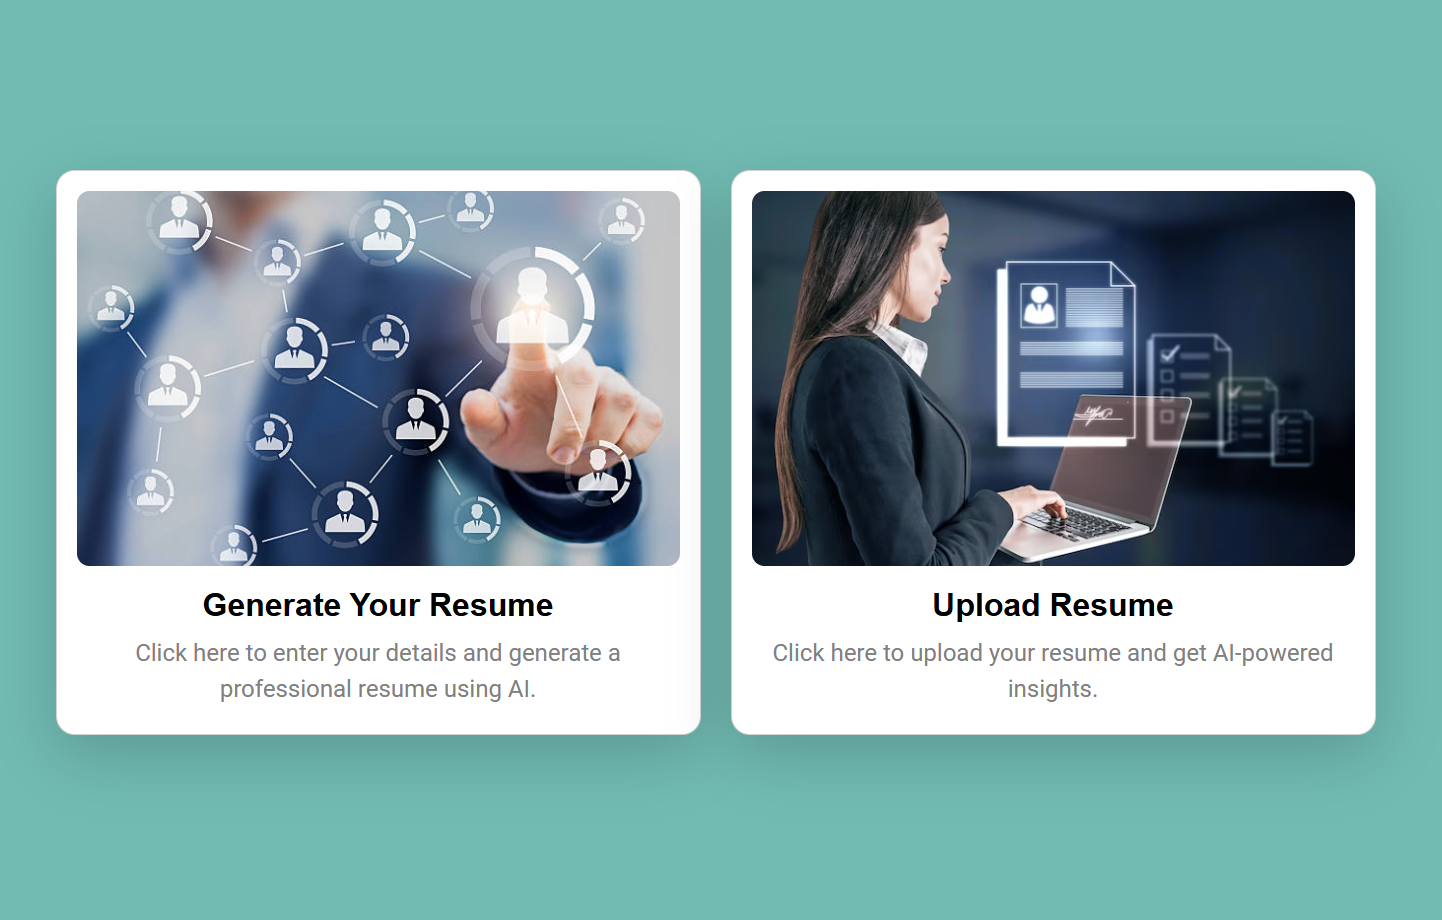 Generate Your Resume
Click here to enter your details and generate a
professional resume using AI.
Upload Resume
Click here to upload your resume and get AI-powered
insights.